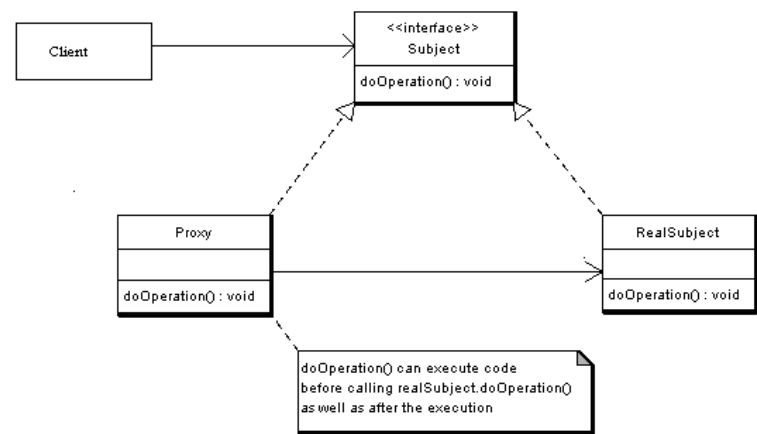 Client
<<interface>>
Subject
doOperation() : void
Proxy
doOperation() : void
RealSubject
doOperation() : void
doOperation() can execute code
before calling realSubject.doOperation()
as well as after the execution